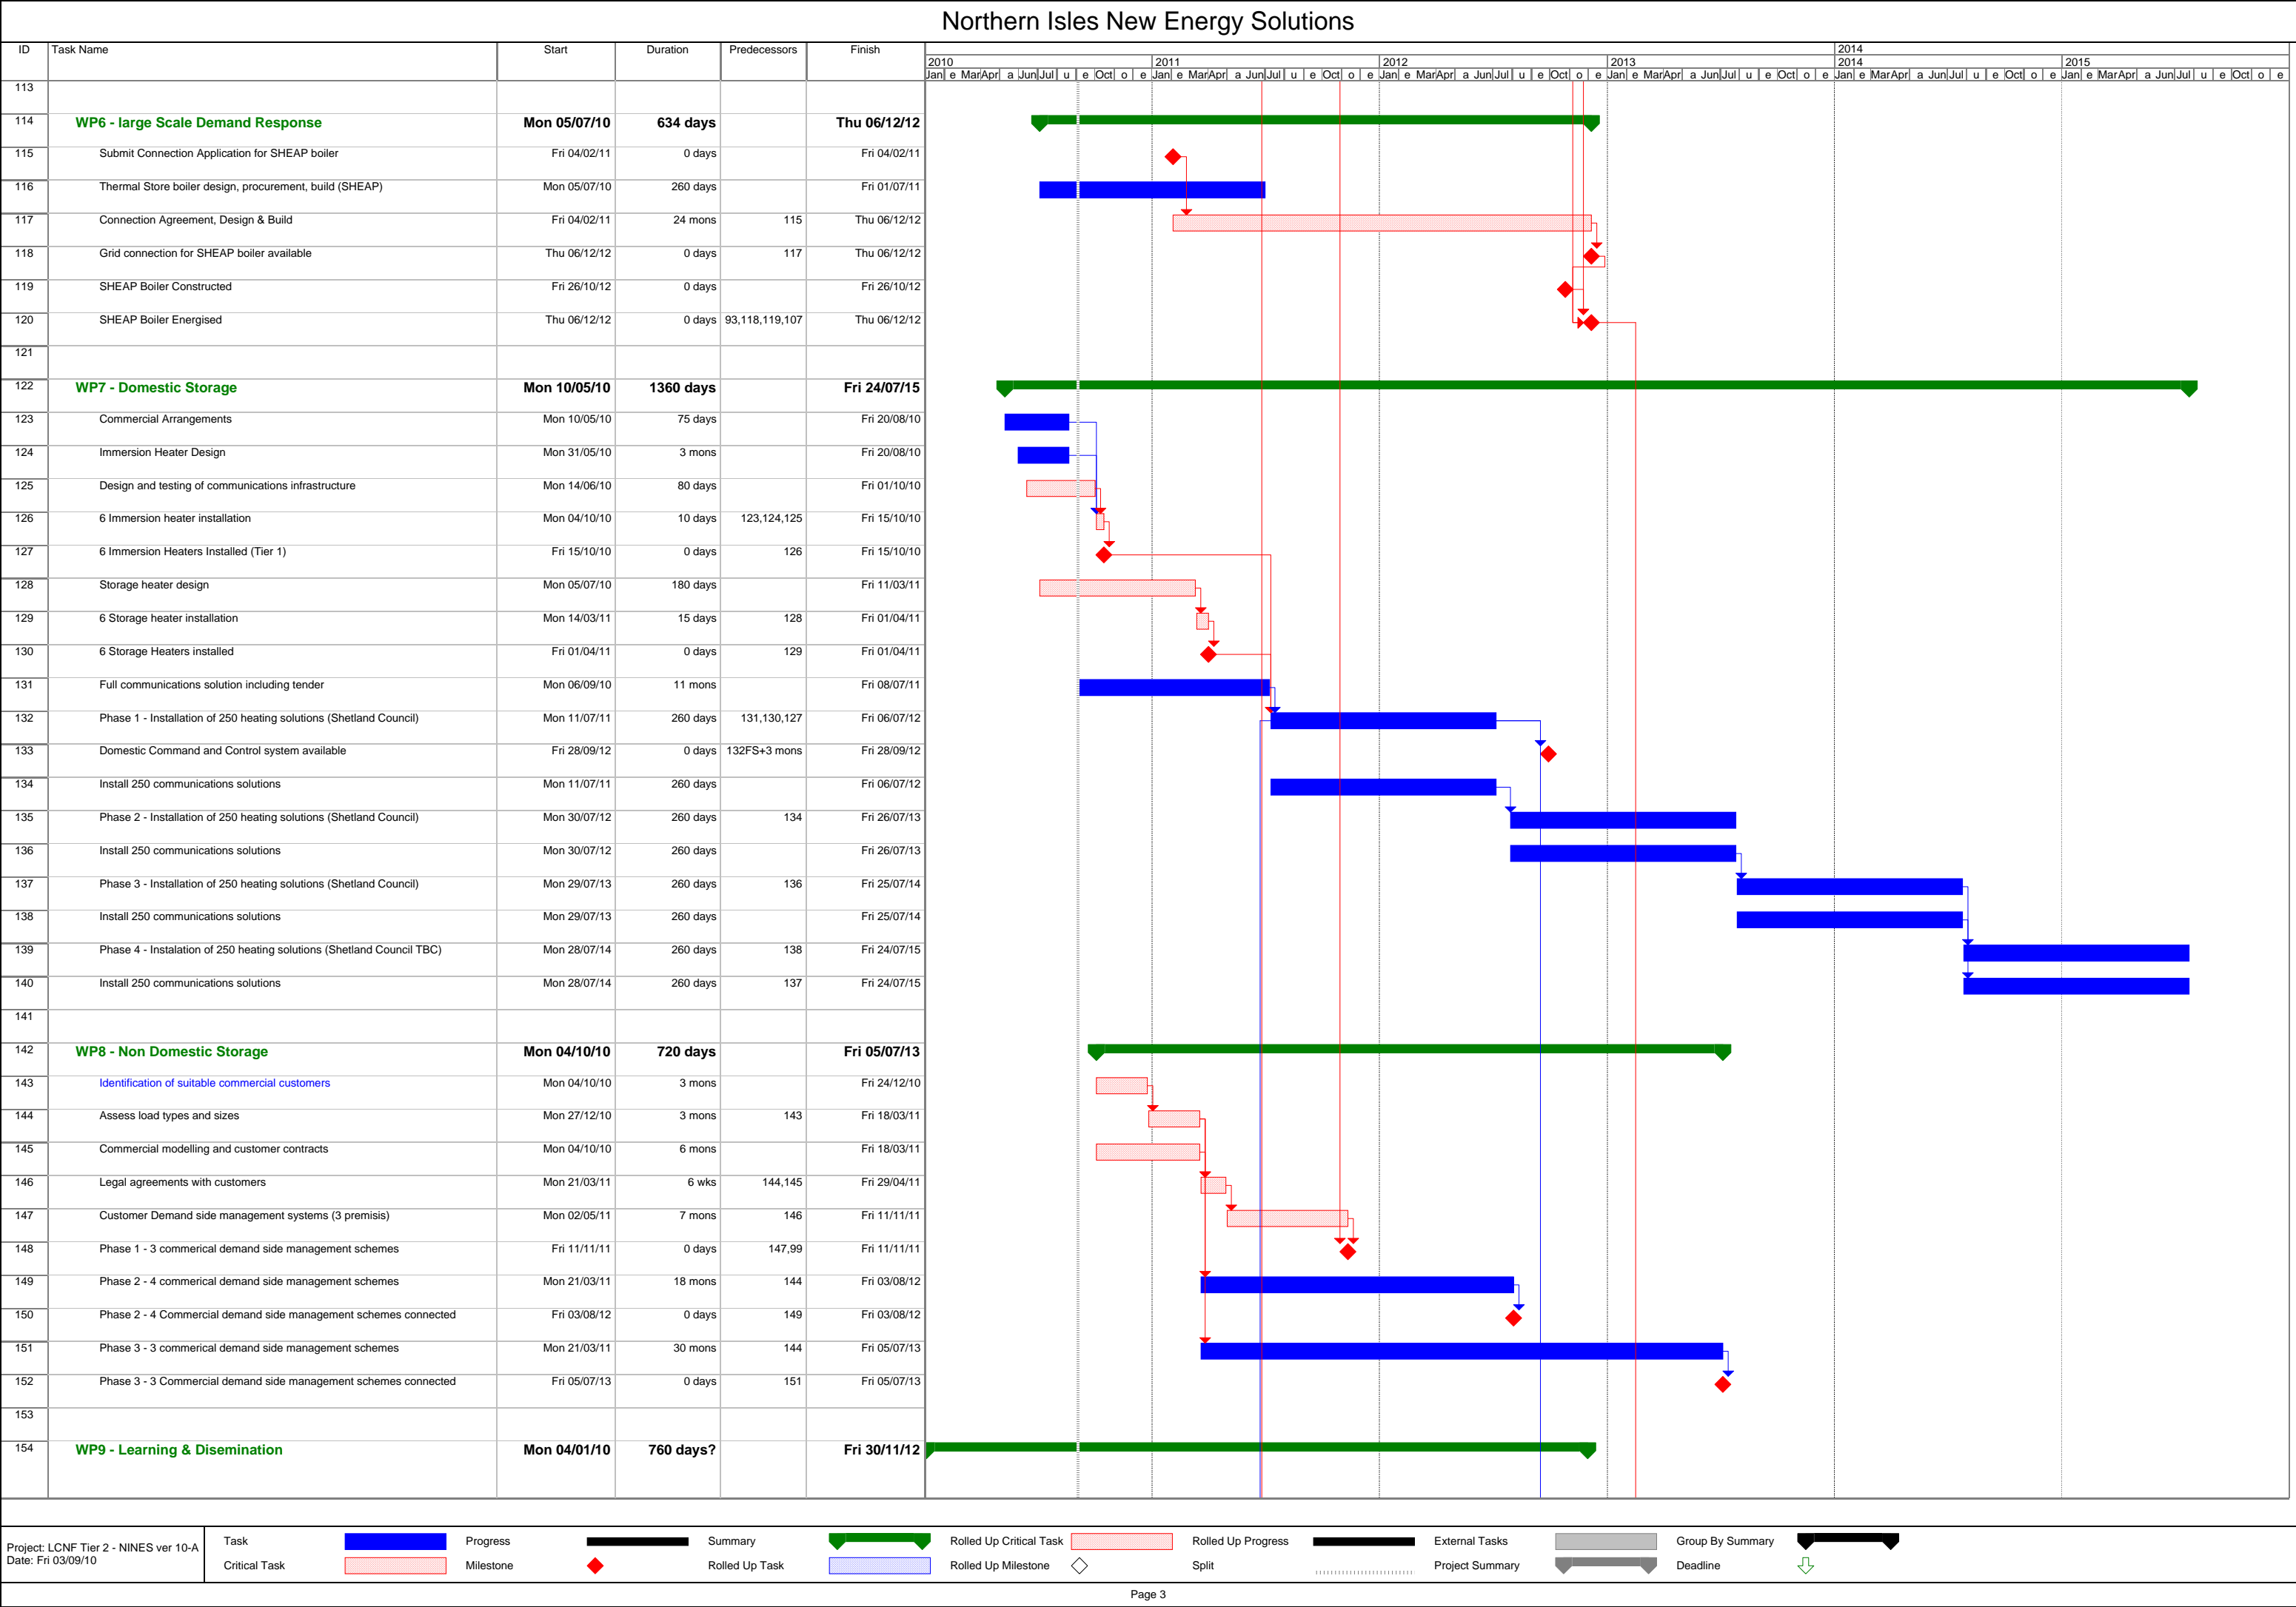 Northern Isles New Energy Solutions
ID Task Name Start Duration Predecessors Finish
2014
2010 2011 2012 2013 2014 2015
Jan e Mar Apr a Jun Jul u e Oct o e Jan e Mar Apr a Jun Jul u e Oct o e Jan e Mar Apr a Jun Jul u e Oct o e Jan e Mar Apr a Jun Jul u e Oct o e Jan e Mar Apr a Jun Jul u e Oct o e Jan e Mar Apr a Jun Jul u e Oct o e
113
114 WP6 - large Scale Demand Response Mon 05/07/10 634 days Thu 06/12/12
115 Submit Connection Application for SHEAP boiler Fri 04/02/11 0 days Fri 04/02/11
116 Thermal Store boiler design, procurement, build (SHEAP) Mon 05/07/10 260 days Fri 01/07/11
117 Connection Agreement, Design & Build Fri 04/02/11 24 mons 115 Thu 06/12/12
118 Grid connection for SHEAP boiler available Thu 06/12/12 0 days 117 Thu 06/12/12
119 SHEAP Boiler Constructed Fri 26/10/12 0 days Fri 26/10/12
120 SHEAP Boiler Energised Thu 06/12/12 0 days 93,118,119,107 Thu 06/12/12
121
122 WP7 - Domestic Storage Mon 10/05/10 1360 days Fri 24/07/15
123 Commercial Arrangements Mon 10/05/10 75 days Fri 20/08/10
124 Immersion Heater Design Mon 31/05/10 3 mons Fri 20/08/10
125 Design and testing of communications infrastructure Mon 14/06/10 80 days Fri 01/10/10
126 6 Immersion heater installation Mon 04/10/10 10 days 123,124,125 Fri 15/10/10
127 6 Immersion Heaters Installed (Tier 1) Fri 15/10/10 0 days 126 Fri 15/10/10
128 Storage heater design Mon 05/07/10 180 days Fri 11/03/11
129 6 Storage heater installation Mon 14/03/11 15 days 128 Fri 01/04/11
130 6 Storage Heaters installed Fri 01/04/11 0 days 129 Fri 01/04/11
131 Full communications solution including tender Mon 06/09/10 11 mons Fri 08/07/11
132 Phase 1 - Installation of 250 heating solutions (Shetland Council) Mon 11/07/11 260 days 131,130,127 Fri 06/07/12
133 Domestic Command and Control system available Fri 28/09/12 0 days 132FS+3 mons Fri 28/09/12
134 Install 250 communications solutions Mon 11/07/11 260 days Fri 06/07/12
135 Phase 2 - Installation of 250 heating solutions (Shetland Council) Mon 30/07/12 260 days 134 Fri 26/07/13
136 Install 250 communications solutions Mon 30/07/12 260 days Fri 26/07/13
137 Phase 3 - Installation of 250 heating solutions (Shetland Council) Mon 29/07/13 260 days 136 Fri 25/07/14
138 Install 250 communications solutions Mon 29/07/13 260 days Fri 25/07/14
139 Phase 4 - Instalation of 250 heating solutions (Shetland Council TBC) Mon 28/07/14 260 days 138 Fri 24/07/15
140 Install 250 communications solutions Mon 28/07/14 260 days 137 Fri 24/07/15
141
142 WP8 - Non Domestic Storage Mon 04/10/10 720 days Fri 05/07/13
143 Identification of suitable commercial customers Mon 04/10/10 3 mons Fri 24/12/10
144 Assess load types and sizes Mon 27/12/10 3 mons 143 Fri 18/03/11
145 Commercial modelling and customer contracts Mon 04/10/10 6 mons Fri 18/03/11
146 Legal agreements with customers Mon 21/03/11 6 wks 144,145 Fri 29/04/11
147 Customer Demand side management systems (3 premisis) Mon 02/05/11 7 mons 146 Fri 11/11/11
148 Phase 1 - 3 commerical demand side management schemes Fri 11/11/11 0 days 147,99 Fri 11/11/11
149 Phase 2 - 4 commerical demand side management schemes Mon 21/03/11 18 mons 144 Fri 03/08/12
150 Phase 2 - 4 Commercial demand side management schemes connected Fri 03/08/12 0 days 149 Fri 03/08/12
151 Phase 3 - 3 commerical demand side management schemes Mon 21/03/11 30 mons 144 Fri 05/07/13
152 Phase 3 - 3 Commercial demand side management schemes connected Fri 05/07/13 0 days 151 Fri 05/07/13
153
154 WP9 - Learning & Disemination Mon 04/01/10 760 days? Fri 30/11/12
Project: LCNF Tier 2 - NINES ver 10-A
Date: Fri 03/09/10
Task Progress Summary Rolled Up Critical Task Rolled Up Progress External Tasks Group By Summary
Critical Task Milestone Rolled Up Task Rolled Up Milestone Split Project Summary Deadline
Page 3